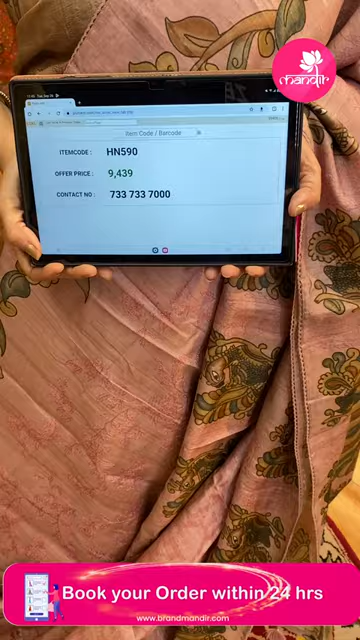 mandir
Item Code / Barcode
ITEMCODE : HN590
OFFER PRICE : 9,439
CONTACT NO : 733 733 7000
Book your Order within 24 hrs
www.brandmandir.com